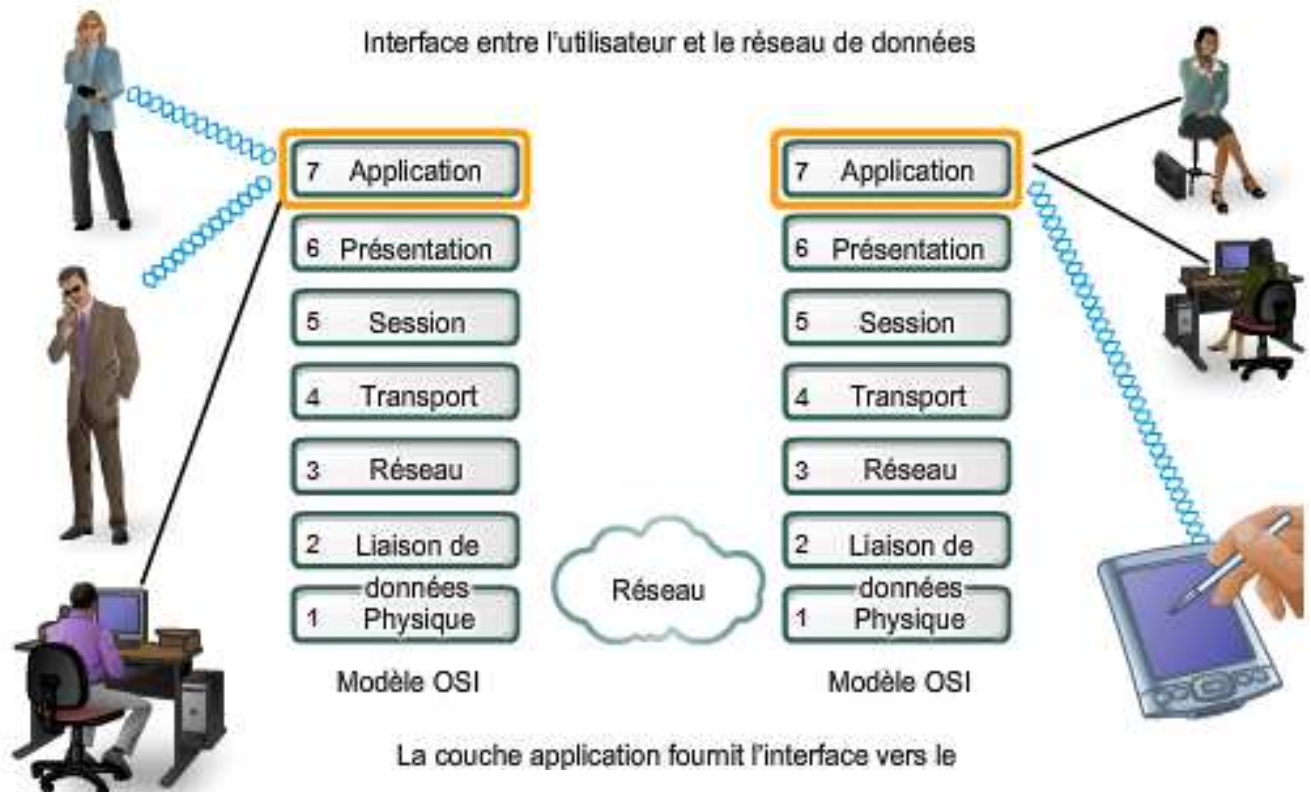 Interface entre l'utilisateur et le réseau de données
7 Application
6 Présentation
5 Session
4 Transport
3 Réseau
2 Liaison de
données
1 Physique
Modèle OSI
Réseau
7 Application
6 Présentation
5 Session
4 Transport
3 Réseau
2 Liaison de
données
1 Physique
Modèle OSI
La couche application fournit l'interface vers le